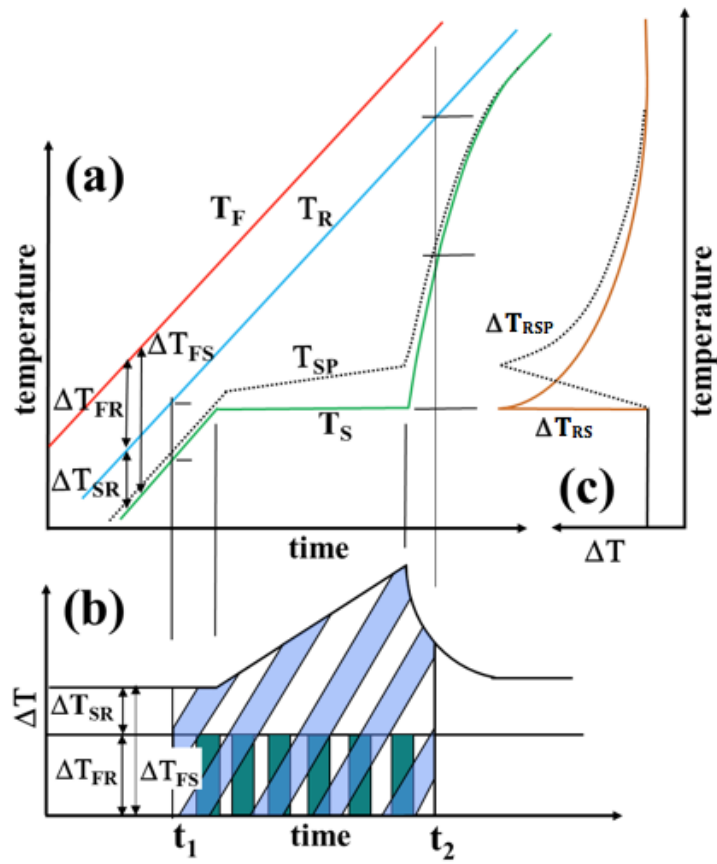 (a)
T_F
T_R
ΔT_FS
ΔT_FR
ΔT_SR
T_SP
T_S
temperature
time
temperature
ΔT_RSP
ΔT_RS
(c)
ΔT
(b)
ΔT
ΔT_SR
ΔT_FR
ΔT_FS
t_1
time
t_2